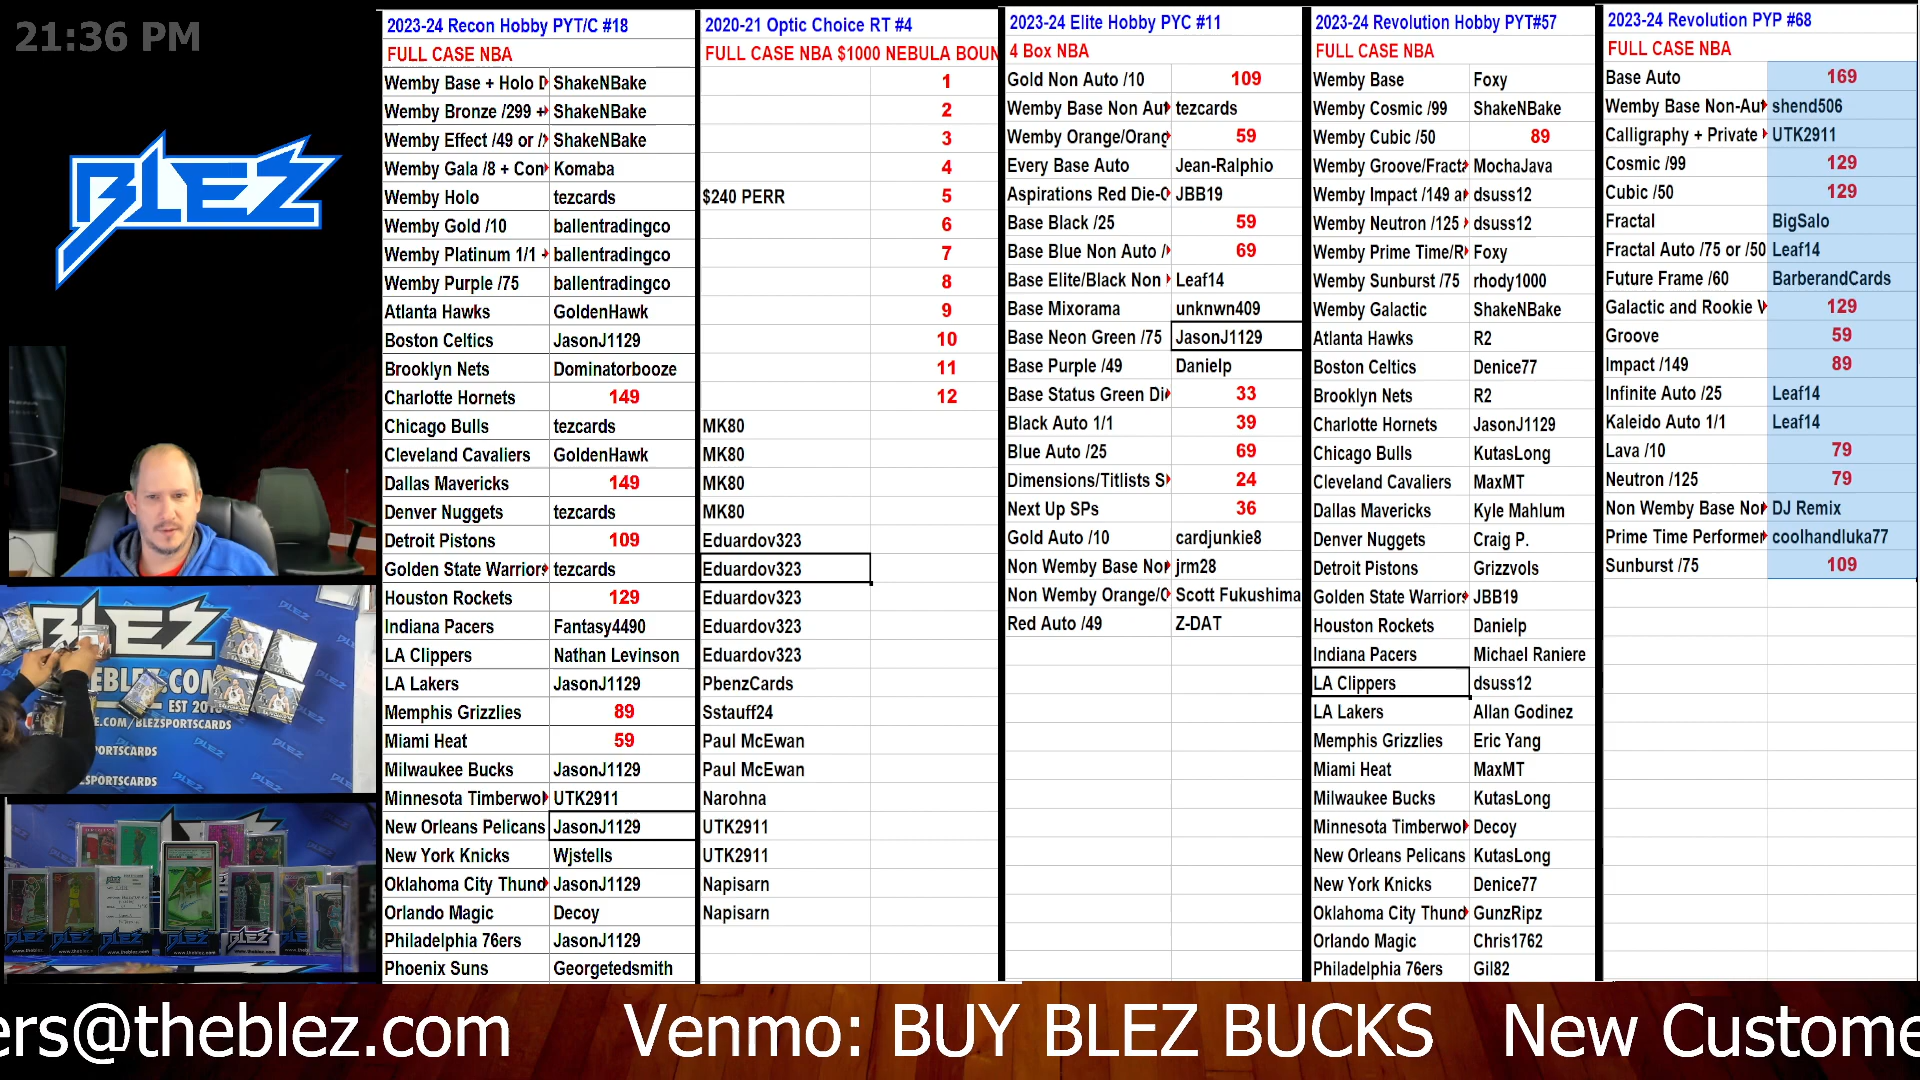 21:36 PM
BLEZ
2023-24 Recon Hobby PYT/C #18
FULL CASE NBA
Wemby Base + Holo D ShakeNBake
Wemby Bronze /299 + ShakeNBake
Wemby Effect /49 or / ShakeNBake
Wemby Gala /8 + Con Komaba
Wemby Holo tezcards
Wemby Gold /10 ballentradingco
Wemby Platinum 1/1 + ballentradingco
Wemby Purple /75 ballentradingco
Atlanta Hawks GoldenHawk
Boston Celtics JasonJ1129
Brooklyn Nets Dominatorbooze
Charlotte Hornets 149
Chicago Bulls tezcards
Cleveland Cavaliers GoldenHawk
Dallas Mavericks 149
Denver Nuggets tezcards
Detroit Pistons 109
Golden State Warriors tezcards
Houston Rockets 129
Indiana Pacers Fantasy4490
LA Clippers Nathan Levinson
LA Lakers JasonJ1129
Memphis Grizzlies 89
Miami Heat 59
Milwaukee Bucks JasonJ1129
Minnesota Timberwol UTK2911
New Orleans Pelicans JasonJ1129
New York Knicks Wjstells
Oklahoma City Thund JasonJ1129
Orlando Magic Decoy
Philadelphia 76ers JasonJ1129
Phoenix Suns Georgetedsmith
2020-21 Optic Choice RT #4
FULL CASE NBA $1000 NEBULA BOUN
1
2
3
4
$240 PERR 5
6
7
8
9
10
11
12
MK80
MK80
MK80
MK80
Eduardov323
Eduardov323
Eduardov323
Eduardov323
Eduardov323
PbenzCards
Sstauff24
Paul McEwan
Paul McEwan
Narohna
UTK2911
UTK2911
Napisarn
Napisarn
2023-24 Elite Hobby PYC #11
4 Box NBA
Gold Non Auto /10 109
Wemby Base Non Aut tezcards
Wemby Orange/Orang 59
Every Base Auto Jean-Ralphio
Aspirations Red Die-C JBB19
Base Black /25 59
Base Blue Non Auto / 69
Base Elite/Black Non Leaf14
Base Mixorama unknwn409
Base Neon Green /75 JasonJ1129
Base Purple /49 Danielp
Base Status Green Di 33
Black Auto 1/1 39
Blue Auto /25 69
Dimensions/Titlists S 24
Next Up SPs 36
Gold Auto /10 cardjunkie8
Non Wemby Base Nor jrm28
Non Wemby Orange/O Scott Fukushima
Red Auto /49 Z-DAT
2023-24 Revolution Hobby PYT#57
FULL CASE NBA
Wemby Base Foxy
Wemby Cosmic /99 ShakeNBake
Wemby Cubic /50 89
Wemby Groove/Fracta MochaJava
Wemby Impact /149 a dsuss12
Wemby Neutron /125 dsuss12
Wemby Prime Time/R Foxy
Wemby Sunburst /75 rhody1000
Wemby Galactic ShakeNBake
Atlanta Hawks R2
Boston Celtics Denice77
Brooklyn Nets R2
Charlotte Hornets JasonJ1129
Chicago Bulls KutasLong
Cleveland Cavaliers MaxMT
Dallas Mavericks Kyle Mahlum
Denver Nuggets Craig P.
Detroit Pistons Grizzvols
Golden State Warriors JBB19
Houston Rockets Danielp
Indiana Pacers Michael Raniere
LA Clippers dsuss12
LA Lakers Allan Godinez
Memphis Grizzlies Eric Yang
Miami Heat MaxMT
Milwaukee Bucks KutasLong
Minnesota Timberwol Decoy
New Orleans Pelicans KutasLong
New York Knicks Denice77
Oklahoma City Thund GunzRipz
Orlando Magic Chris1762
Philadelphia 76ers Gil82
2023-24 Revolution PYP #68
FULL CASE NBA
Base Auto 169
Wemby Base Non-Aut shend506
Calligraphy + Private UTK2911
Cosmic /99 129
Cubic /50 129
Fractal BigSalo
Fractal Auto /75 or /50 Leaf14
Future Frame /60 BarberandCards
Galactic and Rookie V 129
Groove 59
Impact /149 89
Infinite Auto /25 Leaf14
Kaleido Auto 1/1 Leaf14
Lava /10 79
Neutron /125 79
Non Wemby Base Nor DJ Remix
Prime Time Performer coolhandluka77
Sunburst /75 109
BLEZ
EBLEZ.COM
EST 2016
E.COM/BLEZSPORTSCARDS
PORTSCARDS
SPORTSCARDS
ers@theblez.com Venmo: BUY BLEZ BUCKS New Custome